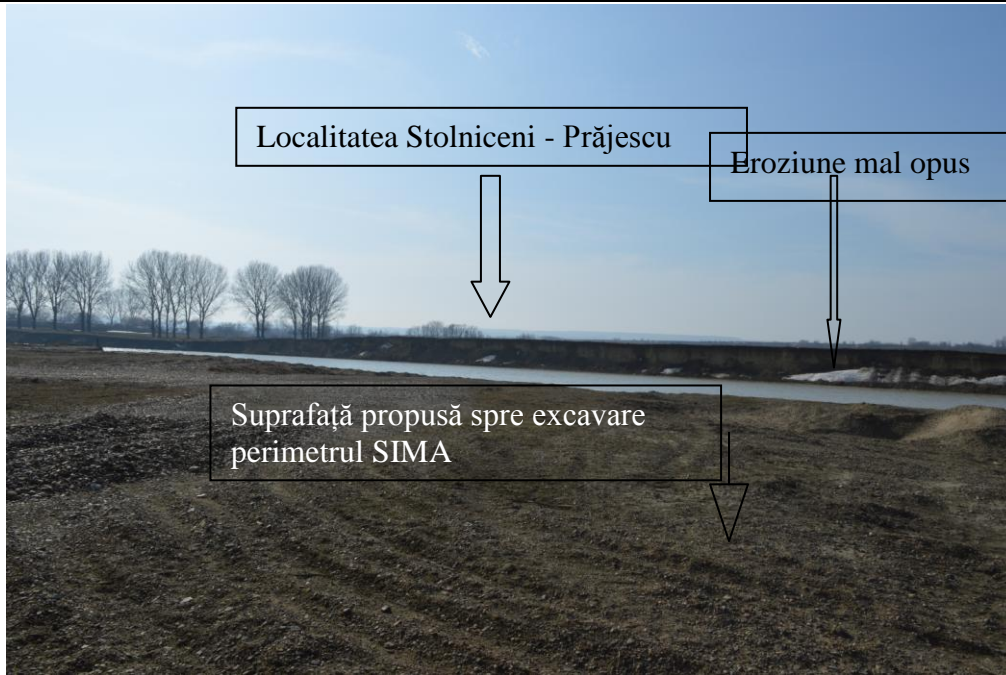 Localitatea Stolniceni - Prăjescu
Eroziune mal opus
Suprafață propusă spre excavare
perimetrul SIMA